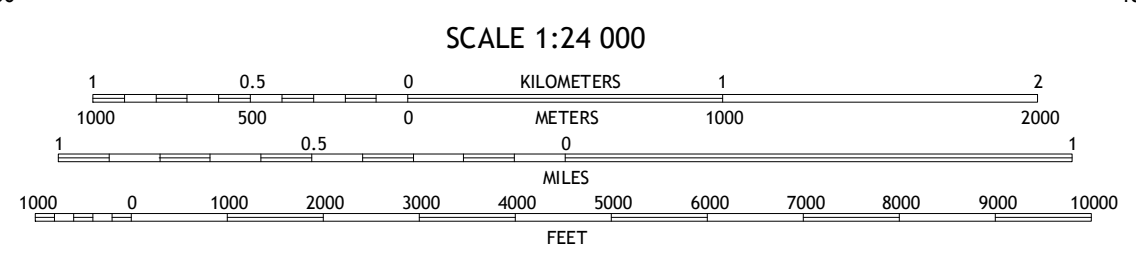 SCALE 1:24 000
1 0.5 0 KILOMETERS 1 2
1000 500 0 METERS 1000 2000
1 0.5 0 1
MILES
1000 0 1000 2000 3000 4000 5000 6000 7000 8000 9000 10000
FEET